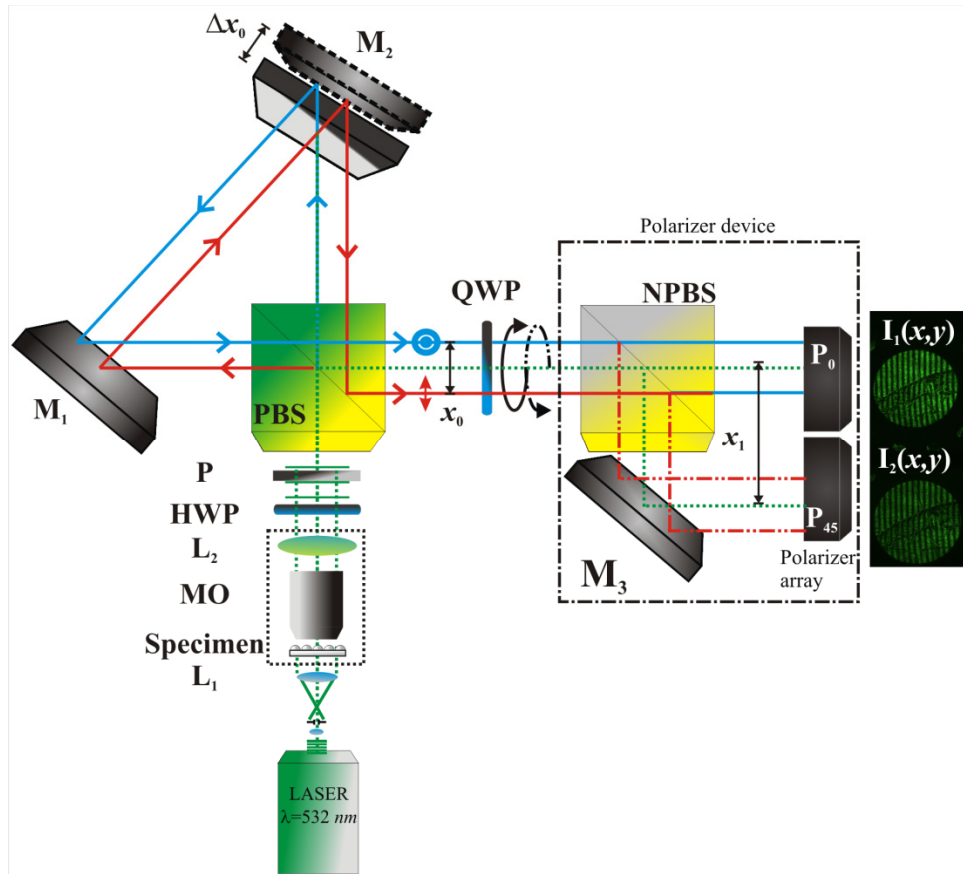 Δx₀
M₂
Polarizer device
QWP
NPBS
I₁(x,y)
P₀
M₁
PBS
x₀
x₁
I₂(x,y)
P
P₄₅
HWP
Polarizer
array
L₂
M₃
MO
Specimen
L₁
LASER
λ=532 nm